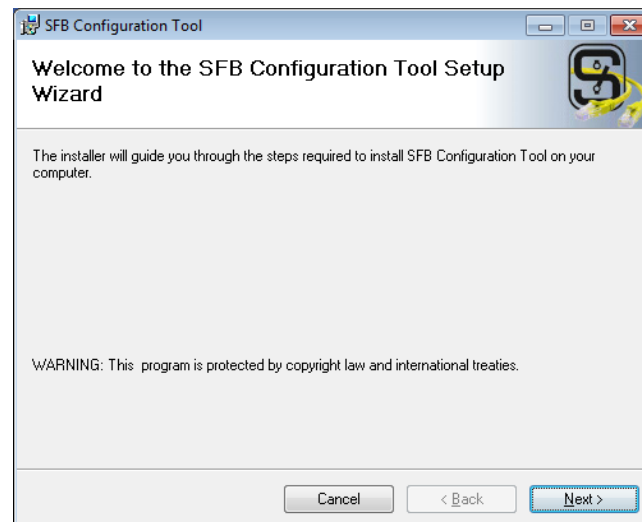 SFB Configuration Tool
Welcome to the SFB Configuration Tool Setup
Wizard
The installer will guide you through the steps required to install SFB Configuration Tool on your
computer.
WARNING: This  program is protected by copyright law and international treaties.
Cancel
< Back
Next >